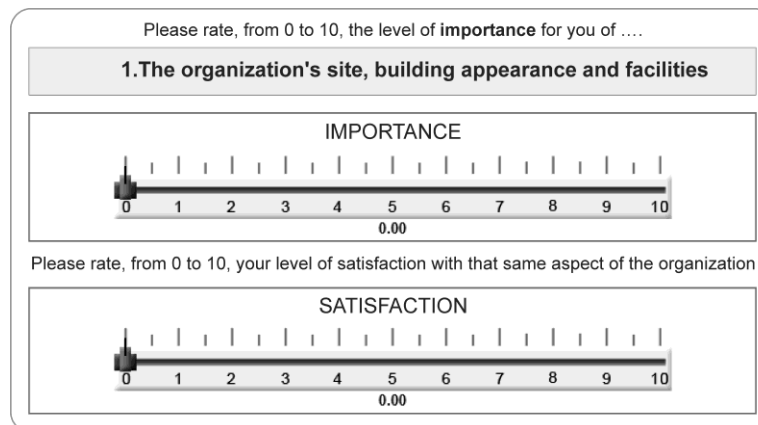 Please rate, from 0 to 10, the level of importance for you of ....
1.The organization's site, building appearance and facilities
IMPORTANCE
0 1 2 3 4 5 6 7 8 9 10
0.00
Please rate, from 0 to 10, your level of satisfaction with that same aspect of the organization
SATISFACTION
0 1 2 3 4 5 6 7 8 9 10
0.00